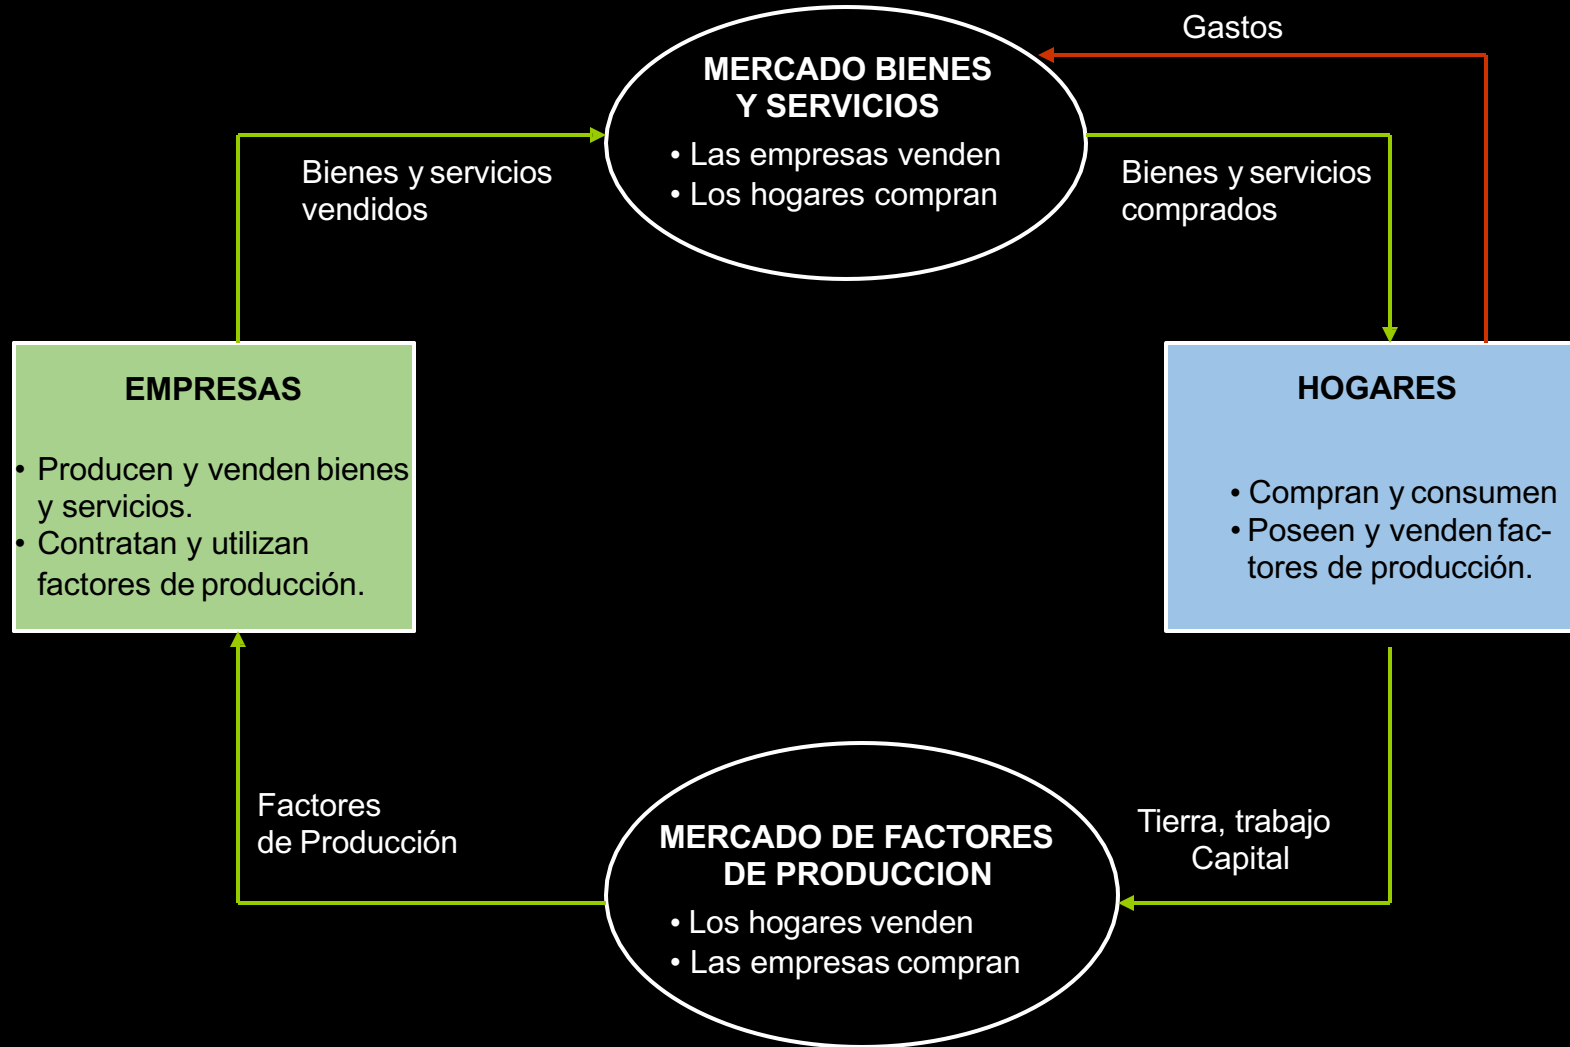 Gastos
MERCADO BIENES
Y SERVICIOS
• Las empresas venden
• Los hogares compran
Bienes y servicios
vendidos
Bienes y servicios
comprados
EMPRESAS
• Producen y venden bienes
y servicios.
• Contratan y utilizan
factores de producción.
HOGARES
• Compran y consumen
• Poseen y venden fac-
tores de producción.
Factores
de Producción
MERCADO DE FACTORES
DE PRODUCCION
• Los hogares venden
• Las empresas compran
Tierra, trabajo
Capital